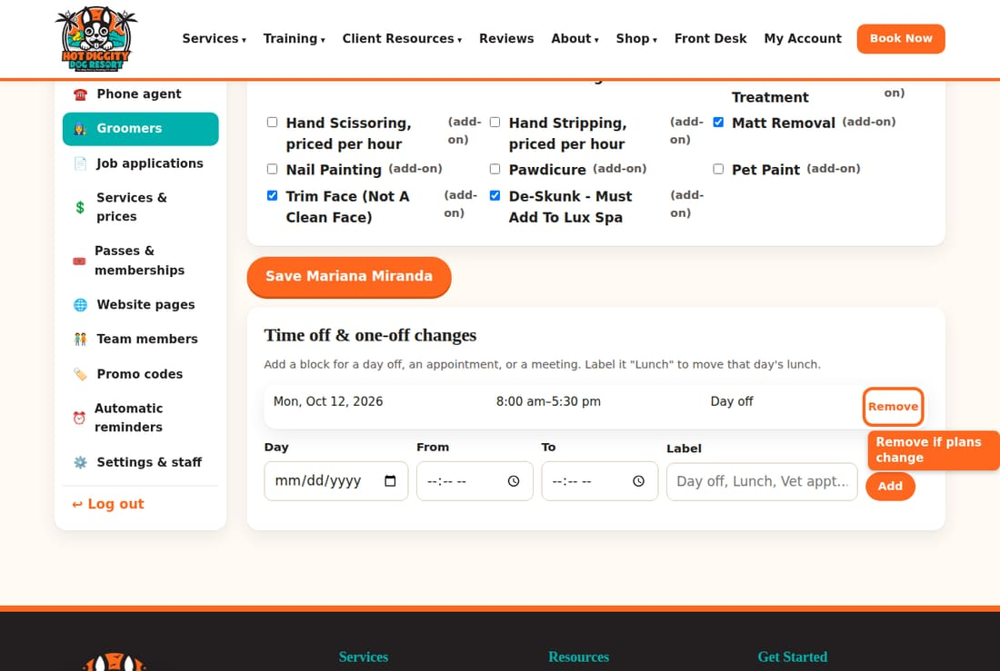 HOT DIGGITY
DOG RESORT
Services ▾
Training ▾
Client Resources ▾
Reviews
About ▾
Shop ▾
Front Desk
My Account
Book Now
Phone agent
Groomers
Job applications
Services &
prices
Passes &
memberships
Website pages
Team members
Promo codes
Automatic
reminders
Settings & staff
↩ Log out
Treatment
on)
Hand Scissoring,
priced per hour
(add-
on)
Hand Stripping,
priced per hour
(add-
on)
Matt Removal (add-on)
Nail Painting (add-on)
Pawdicure (add-on)
Pet Paint (add-on)
Trim Face (Not A
Clean Face)
(add-
on)
De-Skunk - Must
Add To Lux Spa
(add-
on)
Save Mariana Miranda
Time off & one-off changes
Add a block for a day off, an appointment, or a meeting. Label it "Lunch" to move that day's lunch.
Mon, Oct 12, 2026
8:00 am–5:30 pm
Day off
Remove
Remove if plans
change
Day
From
To
Label
mm/dd/yyyy
--:-- --
--:-- --
Day off, Lunch, Vet appt...
Add
Services
Resources
Get Started